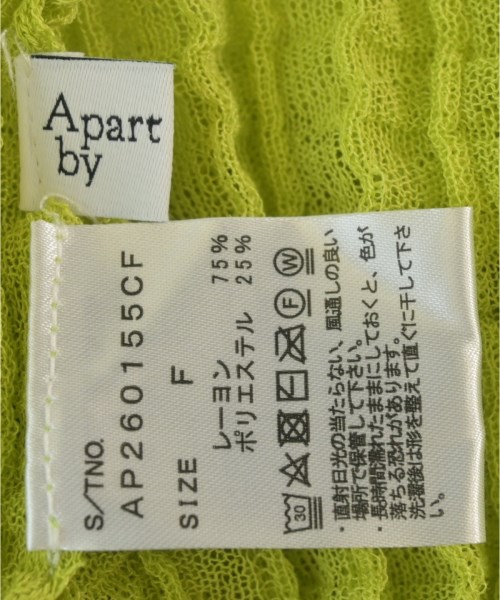 Apart
by
S/TNO.
AP260155CF
SIZE F
レーヨン 75%
ポリエステル 25%
30 F W
・直射日光の当たらない、風通しの良い
場所で保管して下さい。
・長時間濡れたままにしておくと、色が
落ちる恐れがあります。
洗濯後は形を整えて直ぐに干して下さ
い。